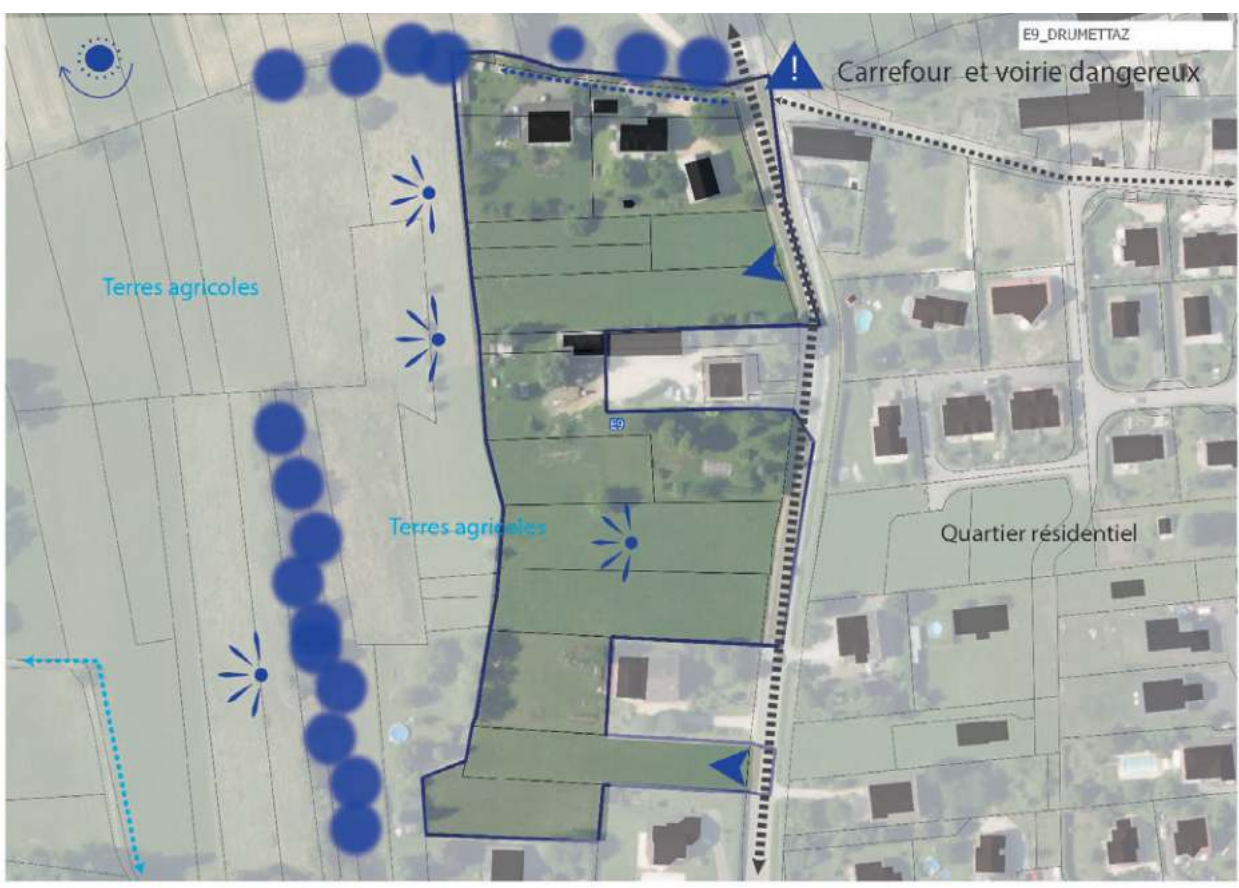 E9_DRUMETTAZ
!
Carrefour et voirie dangereux
Terres agricoles
E9
Terres agricoles
Quartier résidentiel